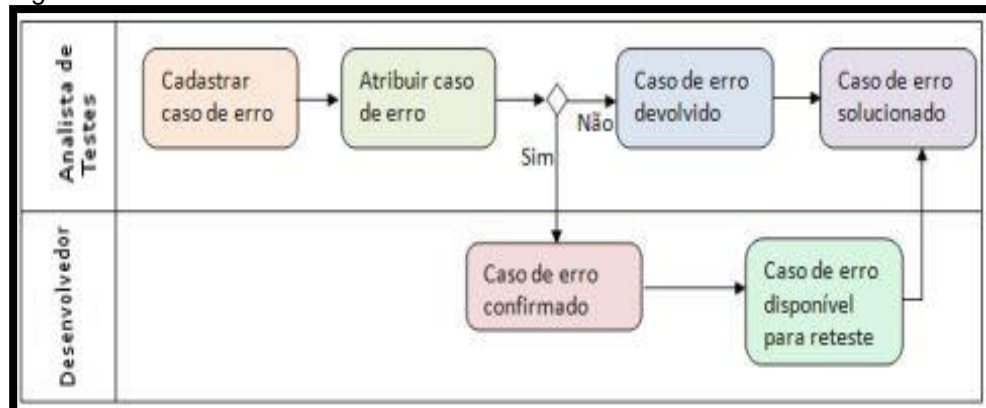 Analista de
Testes
Cadastrar
caso de erro
Atribuir caso
de erro
Não
Sim
Caso de erro
devolvido
Caso de erro
solucionado
Desenvolvedor
Caso de erro
confirmado
Caso de erro
disponível
para reteste